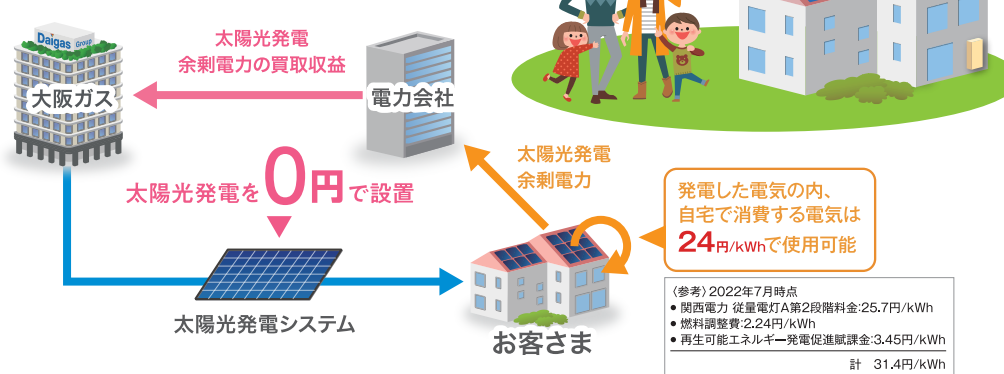 Daigas Group
大阪ガス
太陽光発電
余剰電力の買取収益
電力会社
太陽光発電を0円で設置
太陽光発電
余剰電力
発電した電気の内、
自宅で消費する電気は
24円/kWhで使用可能
太陽光発電システム
お客さま
〈参考〉2022年7月時点
● 関西電力 従量電灯A第2段階料金:25.7円/kWh
● 燃料調整費:2.24円/kWh
● 再生可能エネルギー発電促進賦課金:3.45円/kWh
計 31.4円/kWh